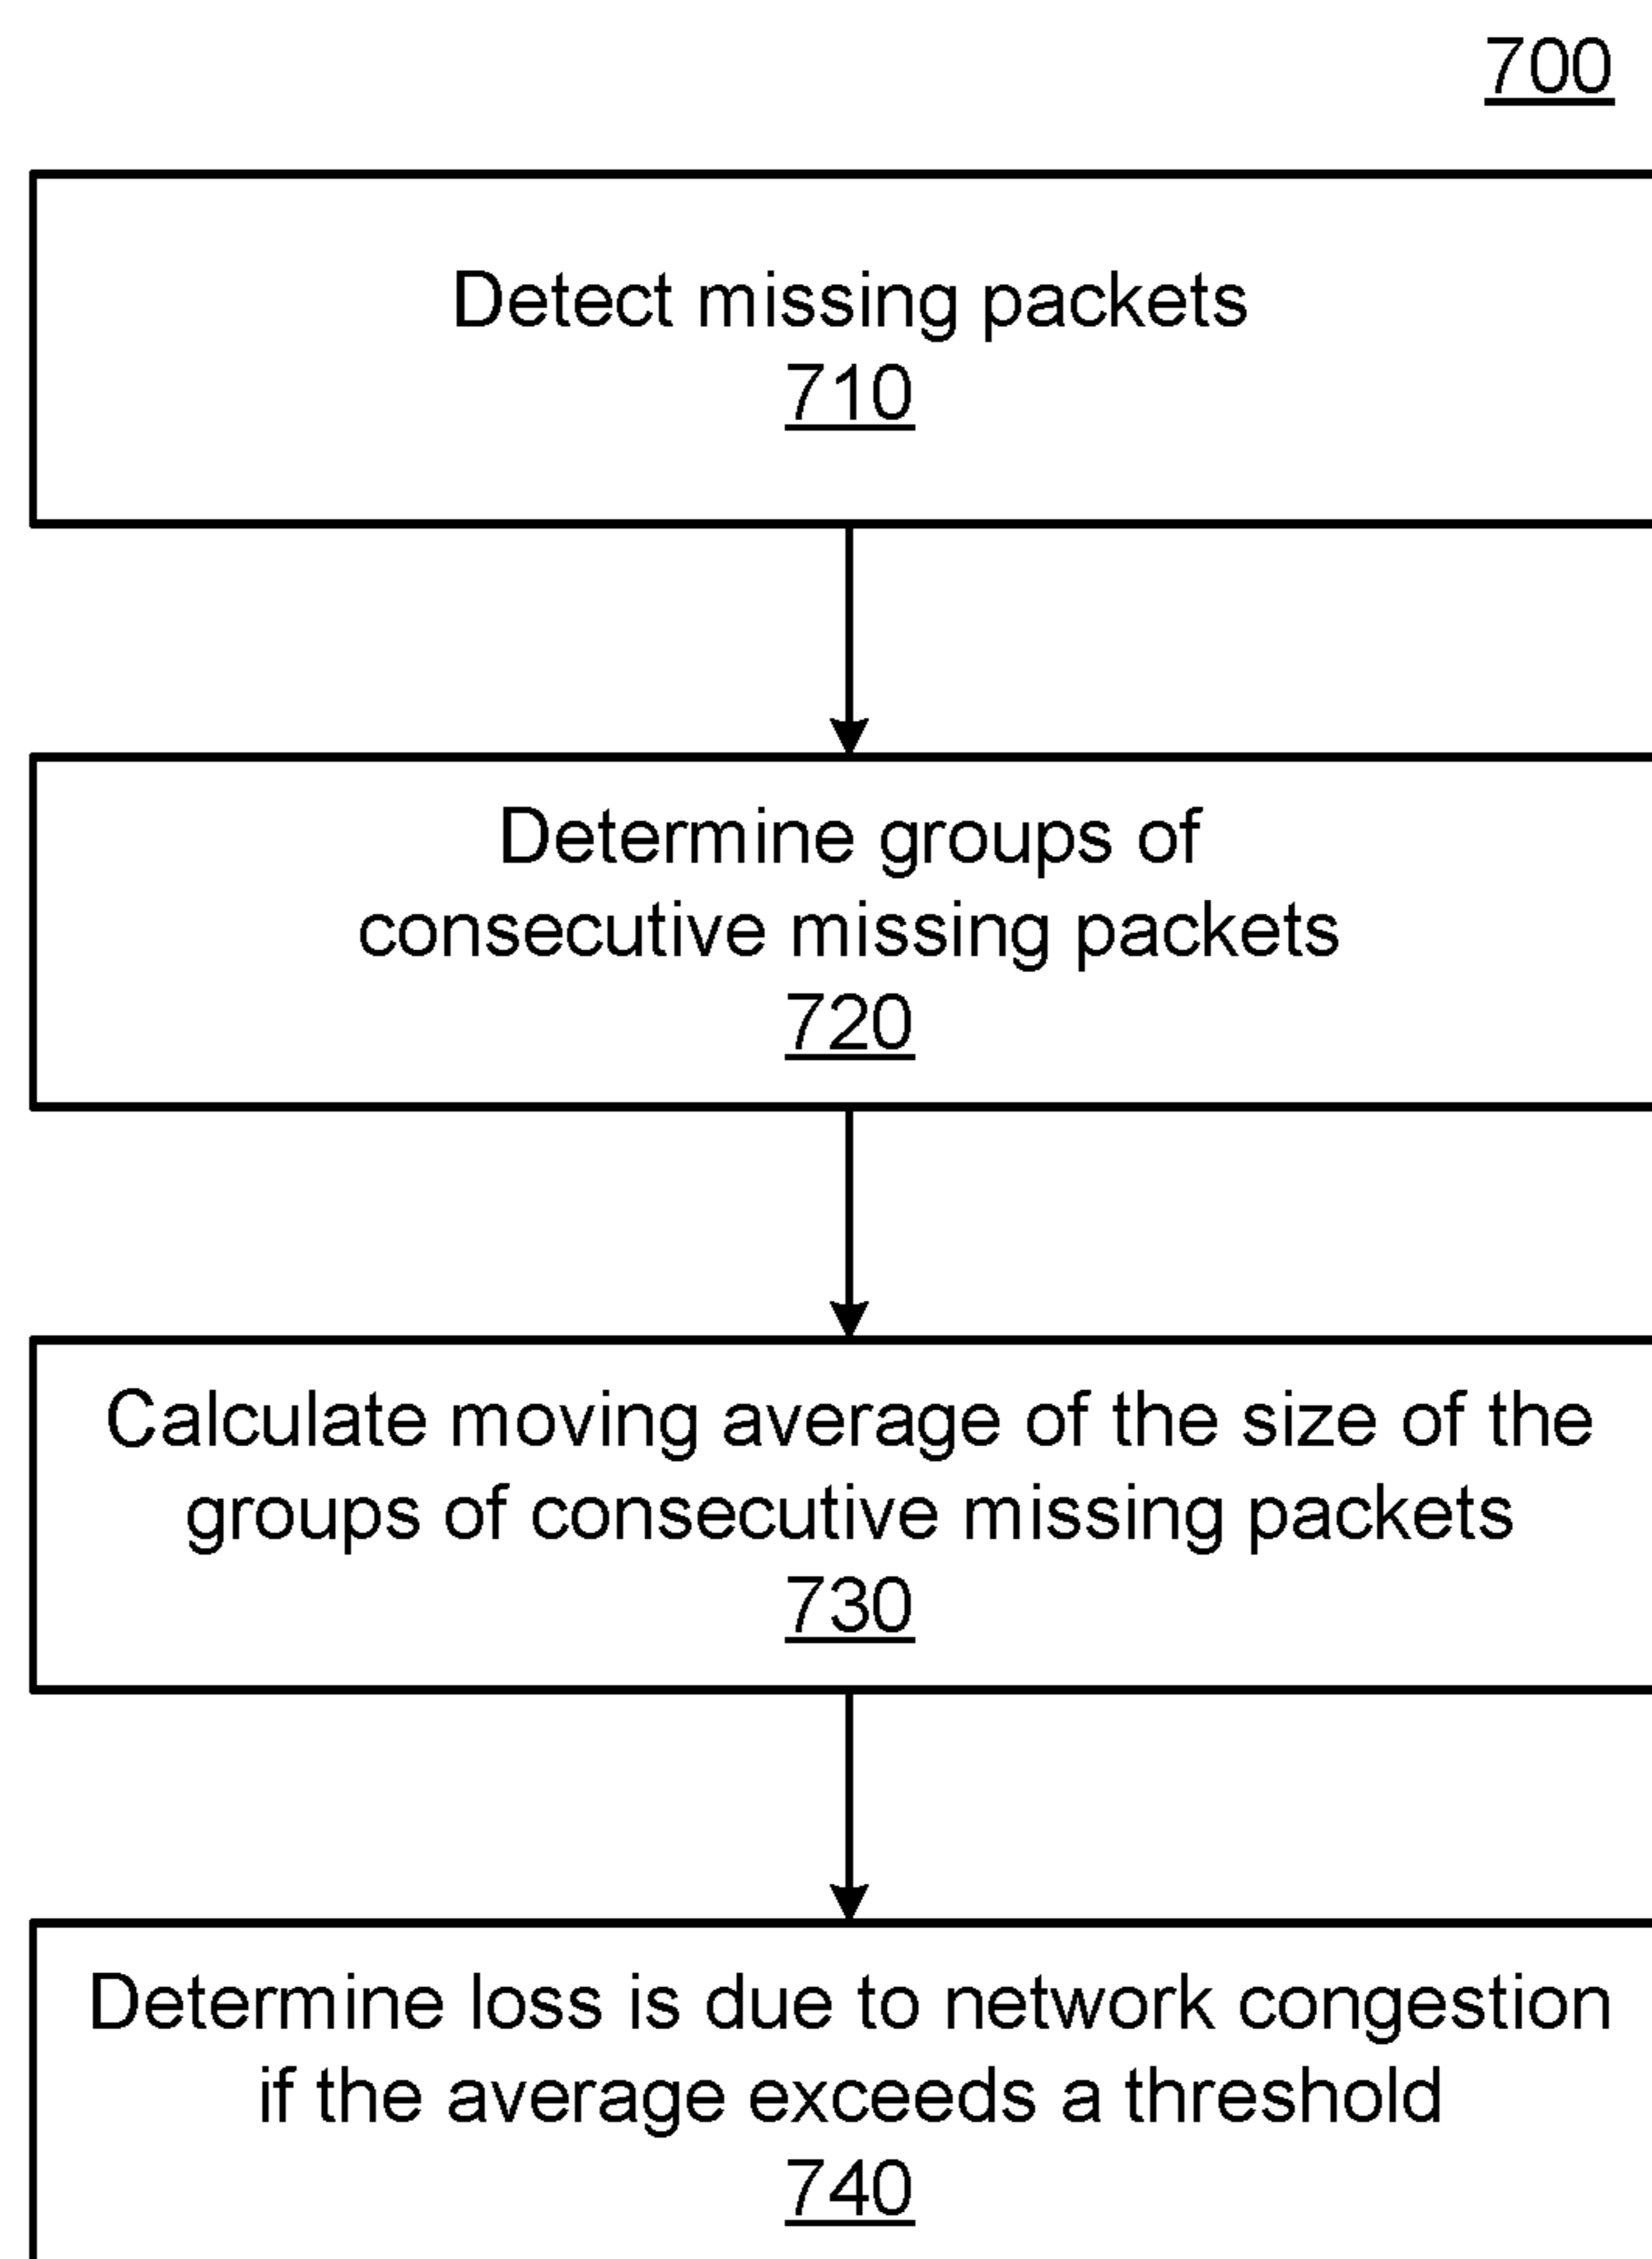 700
Detect missing packets
710
Determine groups of
consecutive missing packets
720
Calculate moving average of the size of the
groups of consecutive missing packets
730
Determine loss is due to network congestion
if the average exceeds a threshold
740